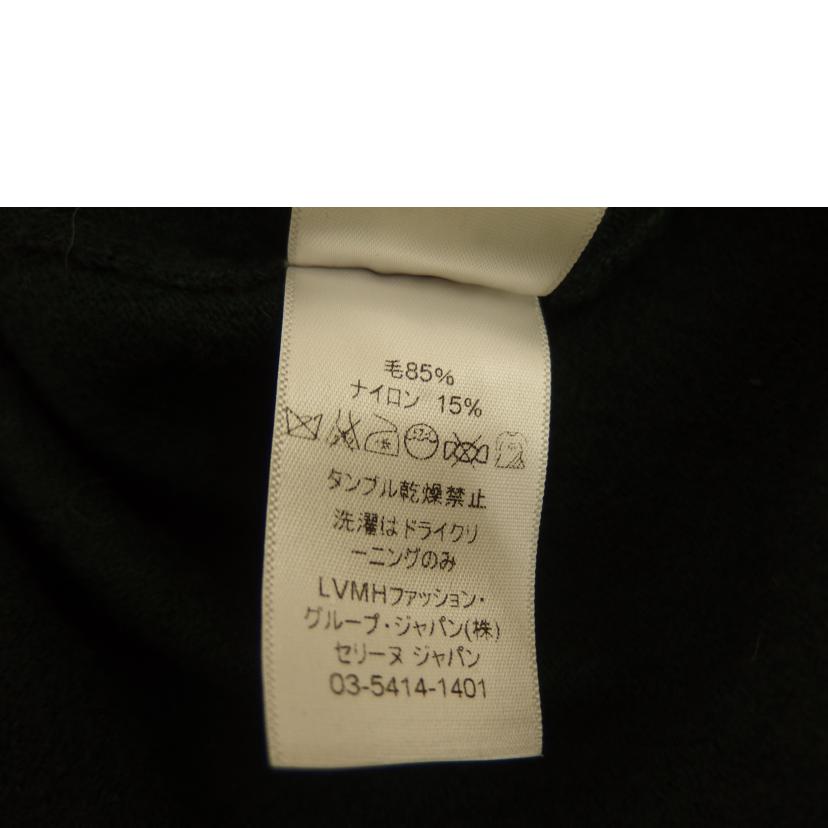 毛85%
ナイロン 15%
タンブル乾燥禁止
洗濯はドライクリ
ーニングのみ
LVMHファッション・
グループ・ジャパン(株)
セリーヌ ジャパン
03-5414-1401